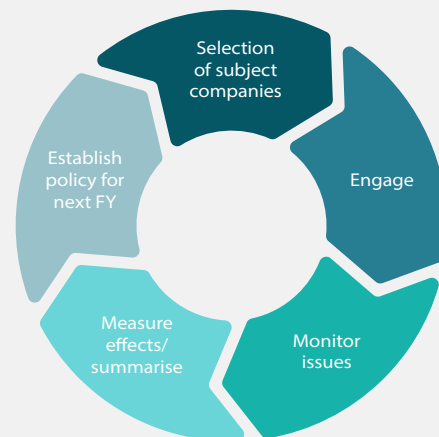 Selection
of subject
companies
Engage
Monitor
issues
Measure
effects/
summarise
Establish
policy for
next FY